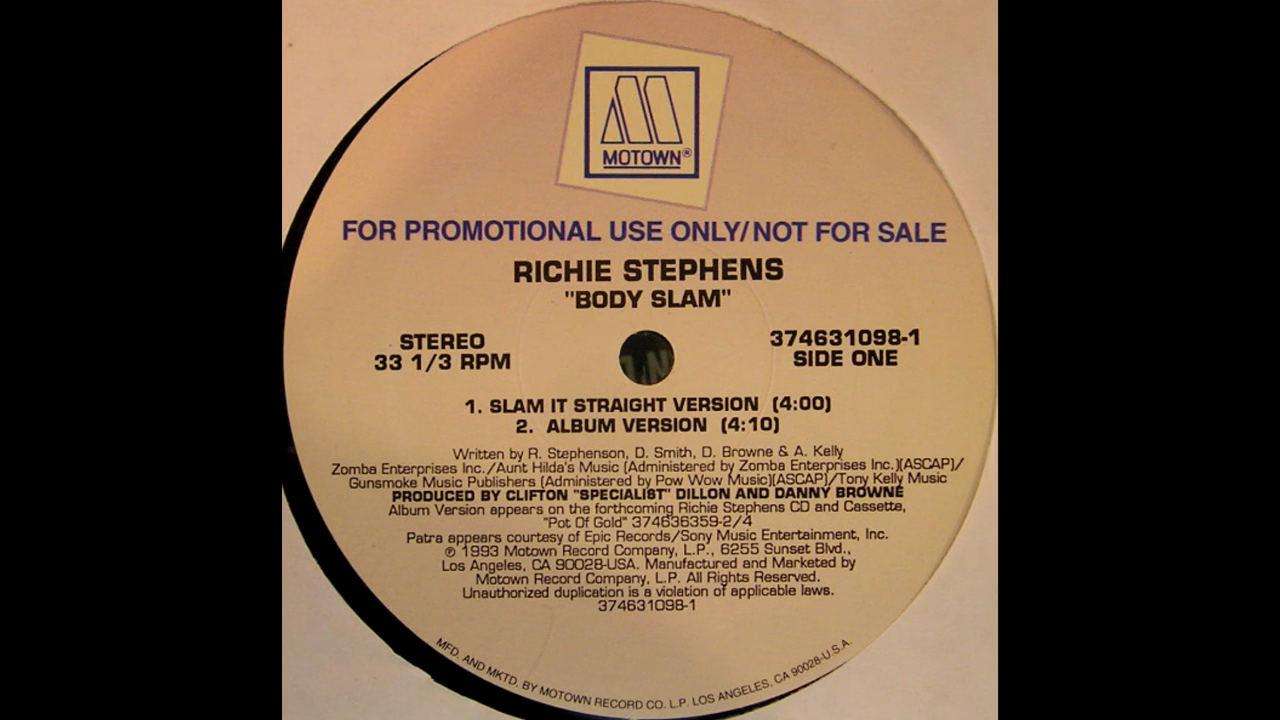 MOTOWN®
FOR PROMOTIONAL USE ONLY/NOT FOR SALE
RICHIE STEPHENS
"BODY SLAM"
STEREO
33 1/3 RPM
374631098-1
SIDE ONE
1. SLAM IT STRAIGHT VERSION (4:00)
2. ALBUM VERSION (4:10)
Written by R. Stephenson, D. Smith, D. Browne & A. Kelly
Zomba Enterprises Inc./Aunt Hilda's Music (Administered by Zomba Enterprises Inc.)(ASCAP)/
Gunsmoke Music Publishers (Administered by Pow Wow Music)(ASCAP)/Tony Kelly Music
PRODUCED BY CLIFTON "SPECIALIST" DILLON AND DANNY BROWNE
Album Version appears on the forthcoming Richie Stephens CD and Cassette,
"Pot Of Gold" 374636359-2/4
Patra appears courtesy of Epic Records/Sony Music Entertainment, Inc.
℗ 1993 Motown Record Company, L.P., 6255 Sunset Blvd.,
Los Angeles, CA 90028-USA. Manufactured and Marketed by
Motown Record Company, L.P. All Rights Reserved.
Unauthorized duplication is a violation of applicable laws.
374631098-1
MFD. AND MKTD. BY MOTOWN RECORD CO. L.P. LOS ANGELES, CA 90028-U.S.A.